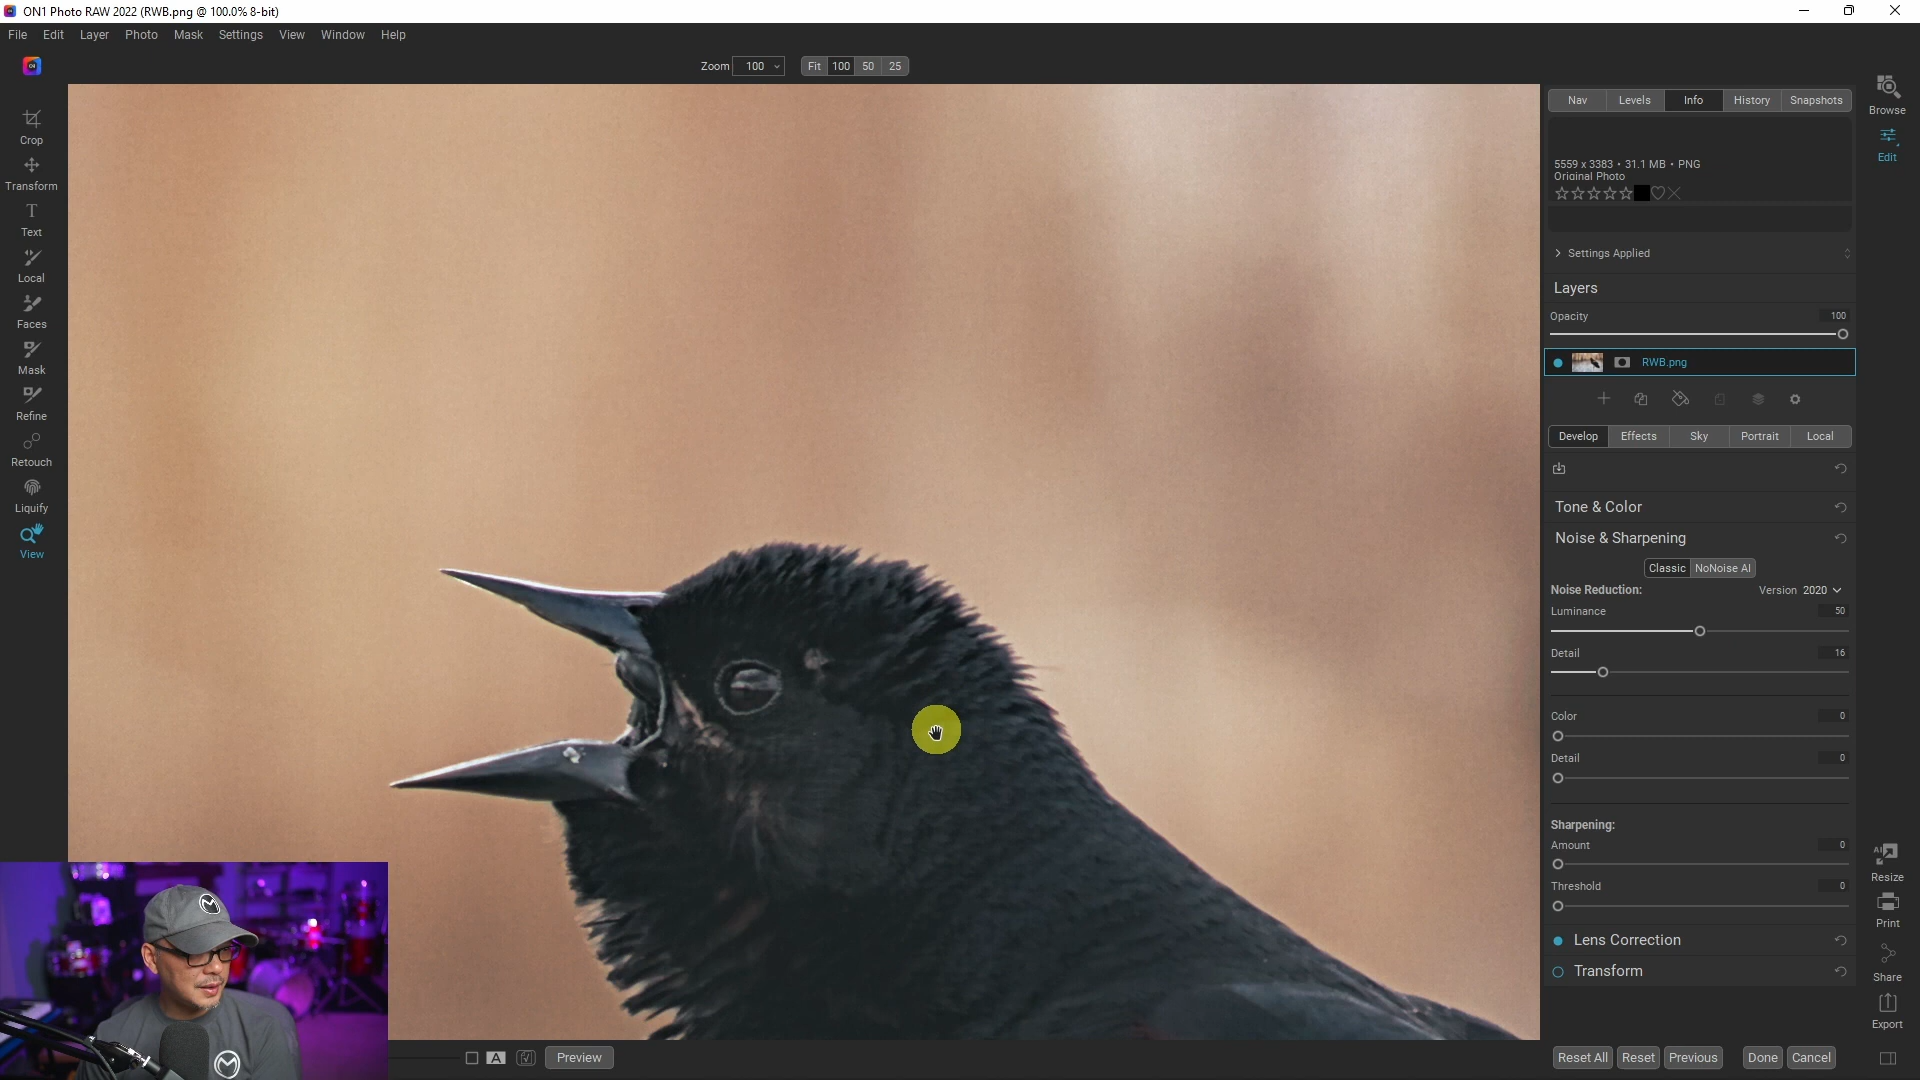 ON1 Photo RAW 2022 (RWB.png @ 100.0% 8-bit)
File Edit Layer Photo Mask Settings View Window Help
Zoom 100 Fit 100 50 25
Crop
Transform
Text
Local
Faces
Mask
Refine
Retouch
Liquify
View
Nav Levels Info History Snapshots
5559 x 3383 • 31.1 MB • PNG
Original Photo
Settings Applied
Layers
Opacity 100
RWB.png
Develop Effects Sky Portrait Local
Tone & Color
Noise & Sharpening
Classic NoNoise AI
Noise Reduction: Version 2020
Luminance 50
Detail 16
Color 0
Detail 0
Sharpening:
Amount 0
Threshold 0
Lens Correction
Transform
Reset All Reset Previous Done Cancel
Browse
Edit
AI
Resize
Print
Share
Export
A Preview